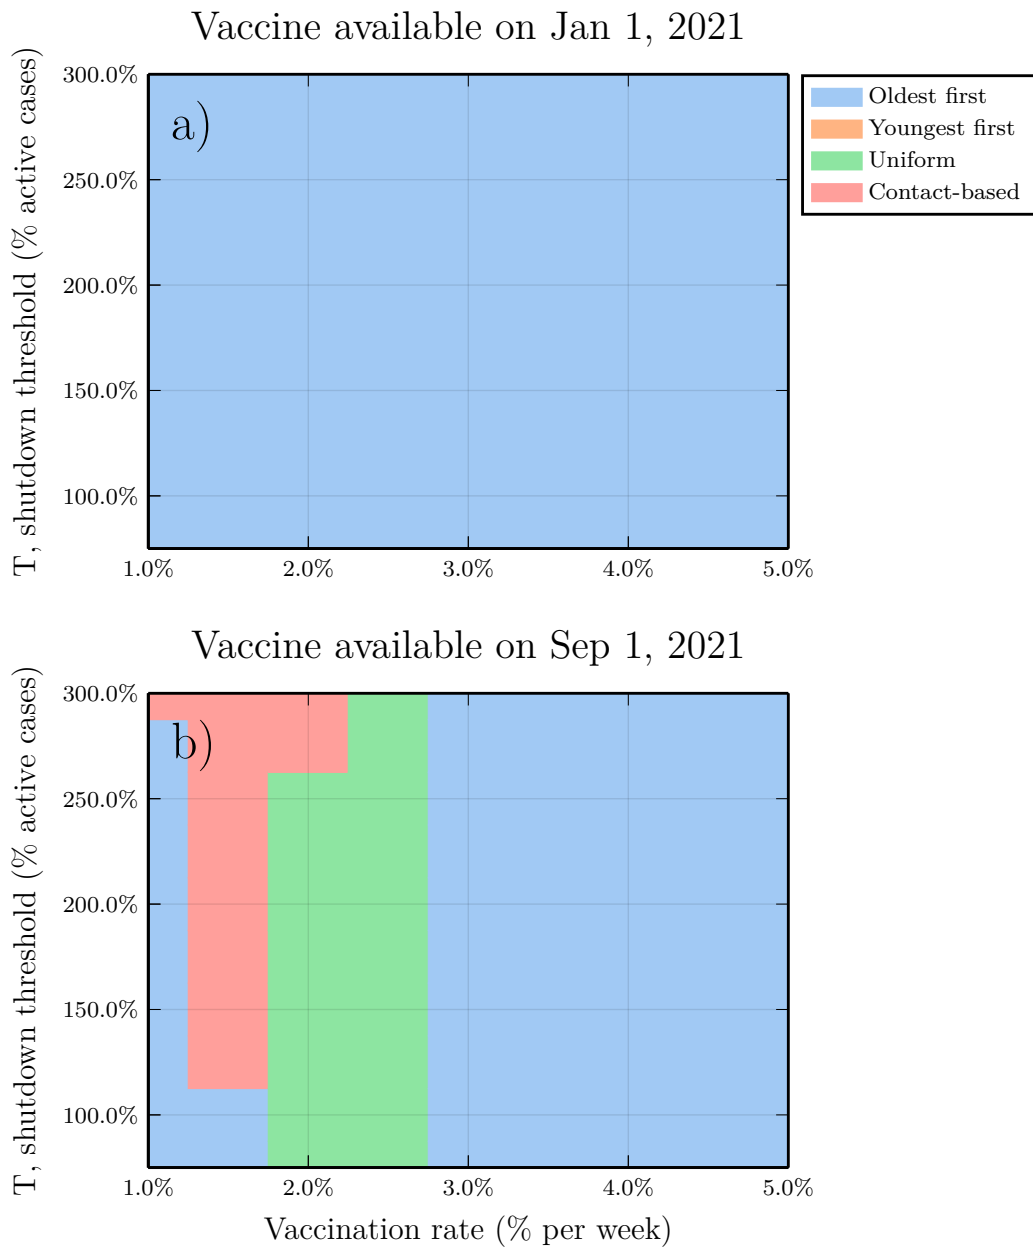 Vaccine available on Jan 1, 2021
T, shutdown threshold (% active cases)
300.0%
250.0%
200.0%
150.0%
100.0%
a)
1.0%
2.0%
3.0%
4.0%
5.0%
Oldest first
Youngest first
Uniform
Contact-based
Vaccine available on Sep 1, 2021
T, shutdown threshold (% active cases)
300.0%
250.0%
200.0%
150.0%
100.0%
b)
1.0%
2.0%
3.0%
4.0%
5.0%
Vaccination rate (% per week)